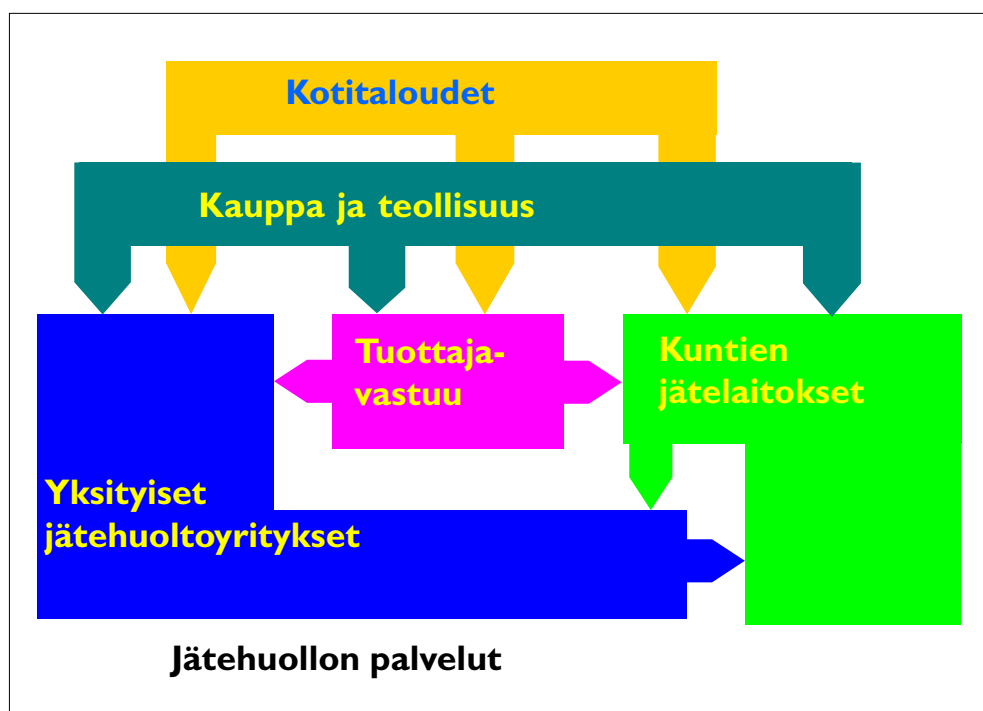 Kotitaloudet
Kauppa ja teollisuus
Tuottaja-
vastuu
Kuntien
jätelaitokset
Yksityiset
jätehuoltoyritykset
Jätehuollon palvelut